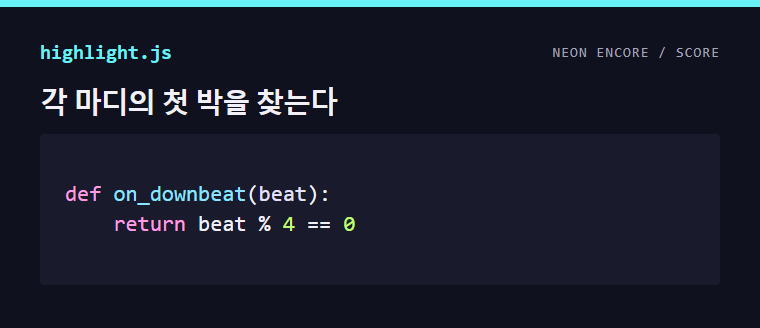 highlight.js
NEON ENCORE / SCORE
각 마디의 첫 박을 찾는다
def on_downbeat(beat):
    return beat % 4 == 0